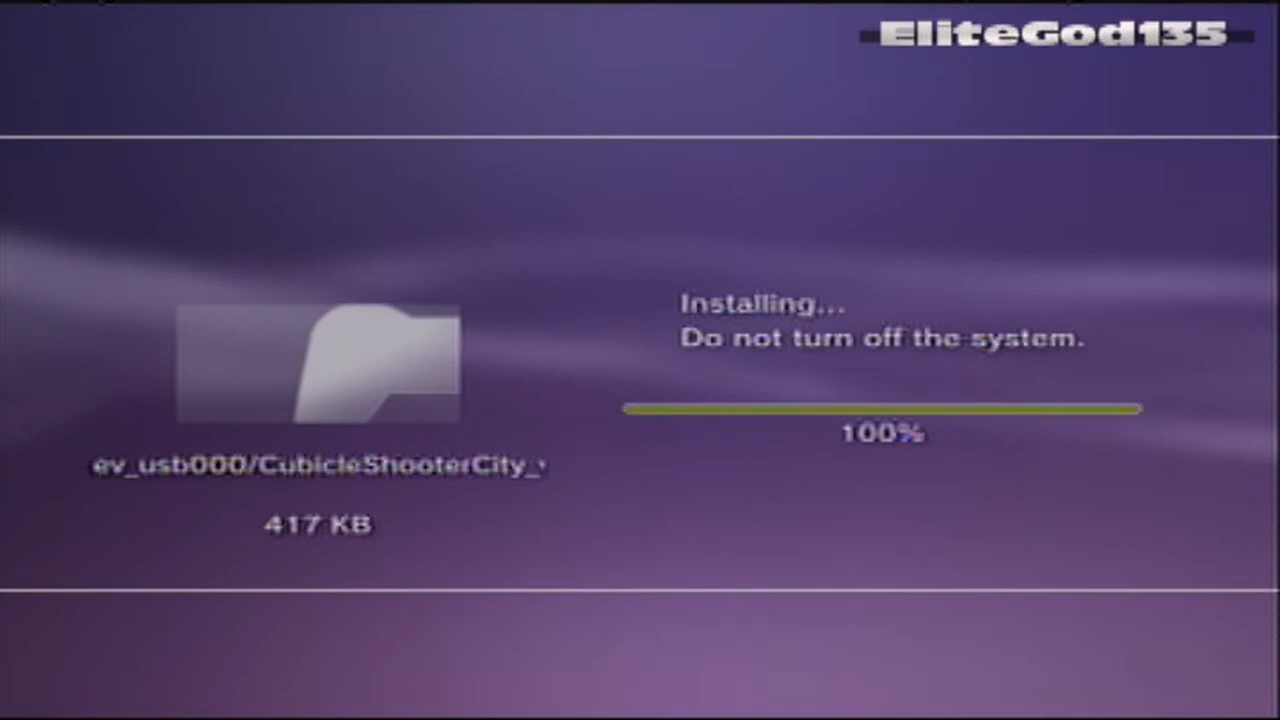 EliteGod135
Installing...
Do not turn off the system.
100%
ev_usb000/CubicleShooterCity_
417 KB